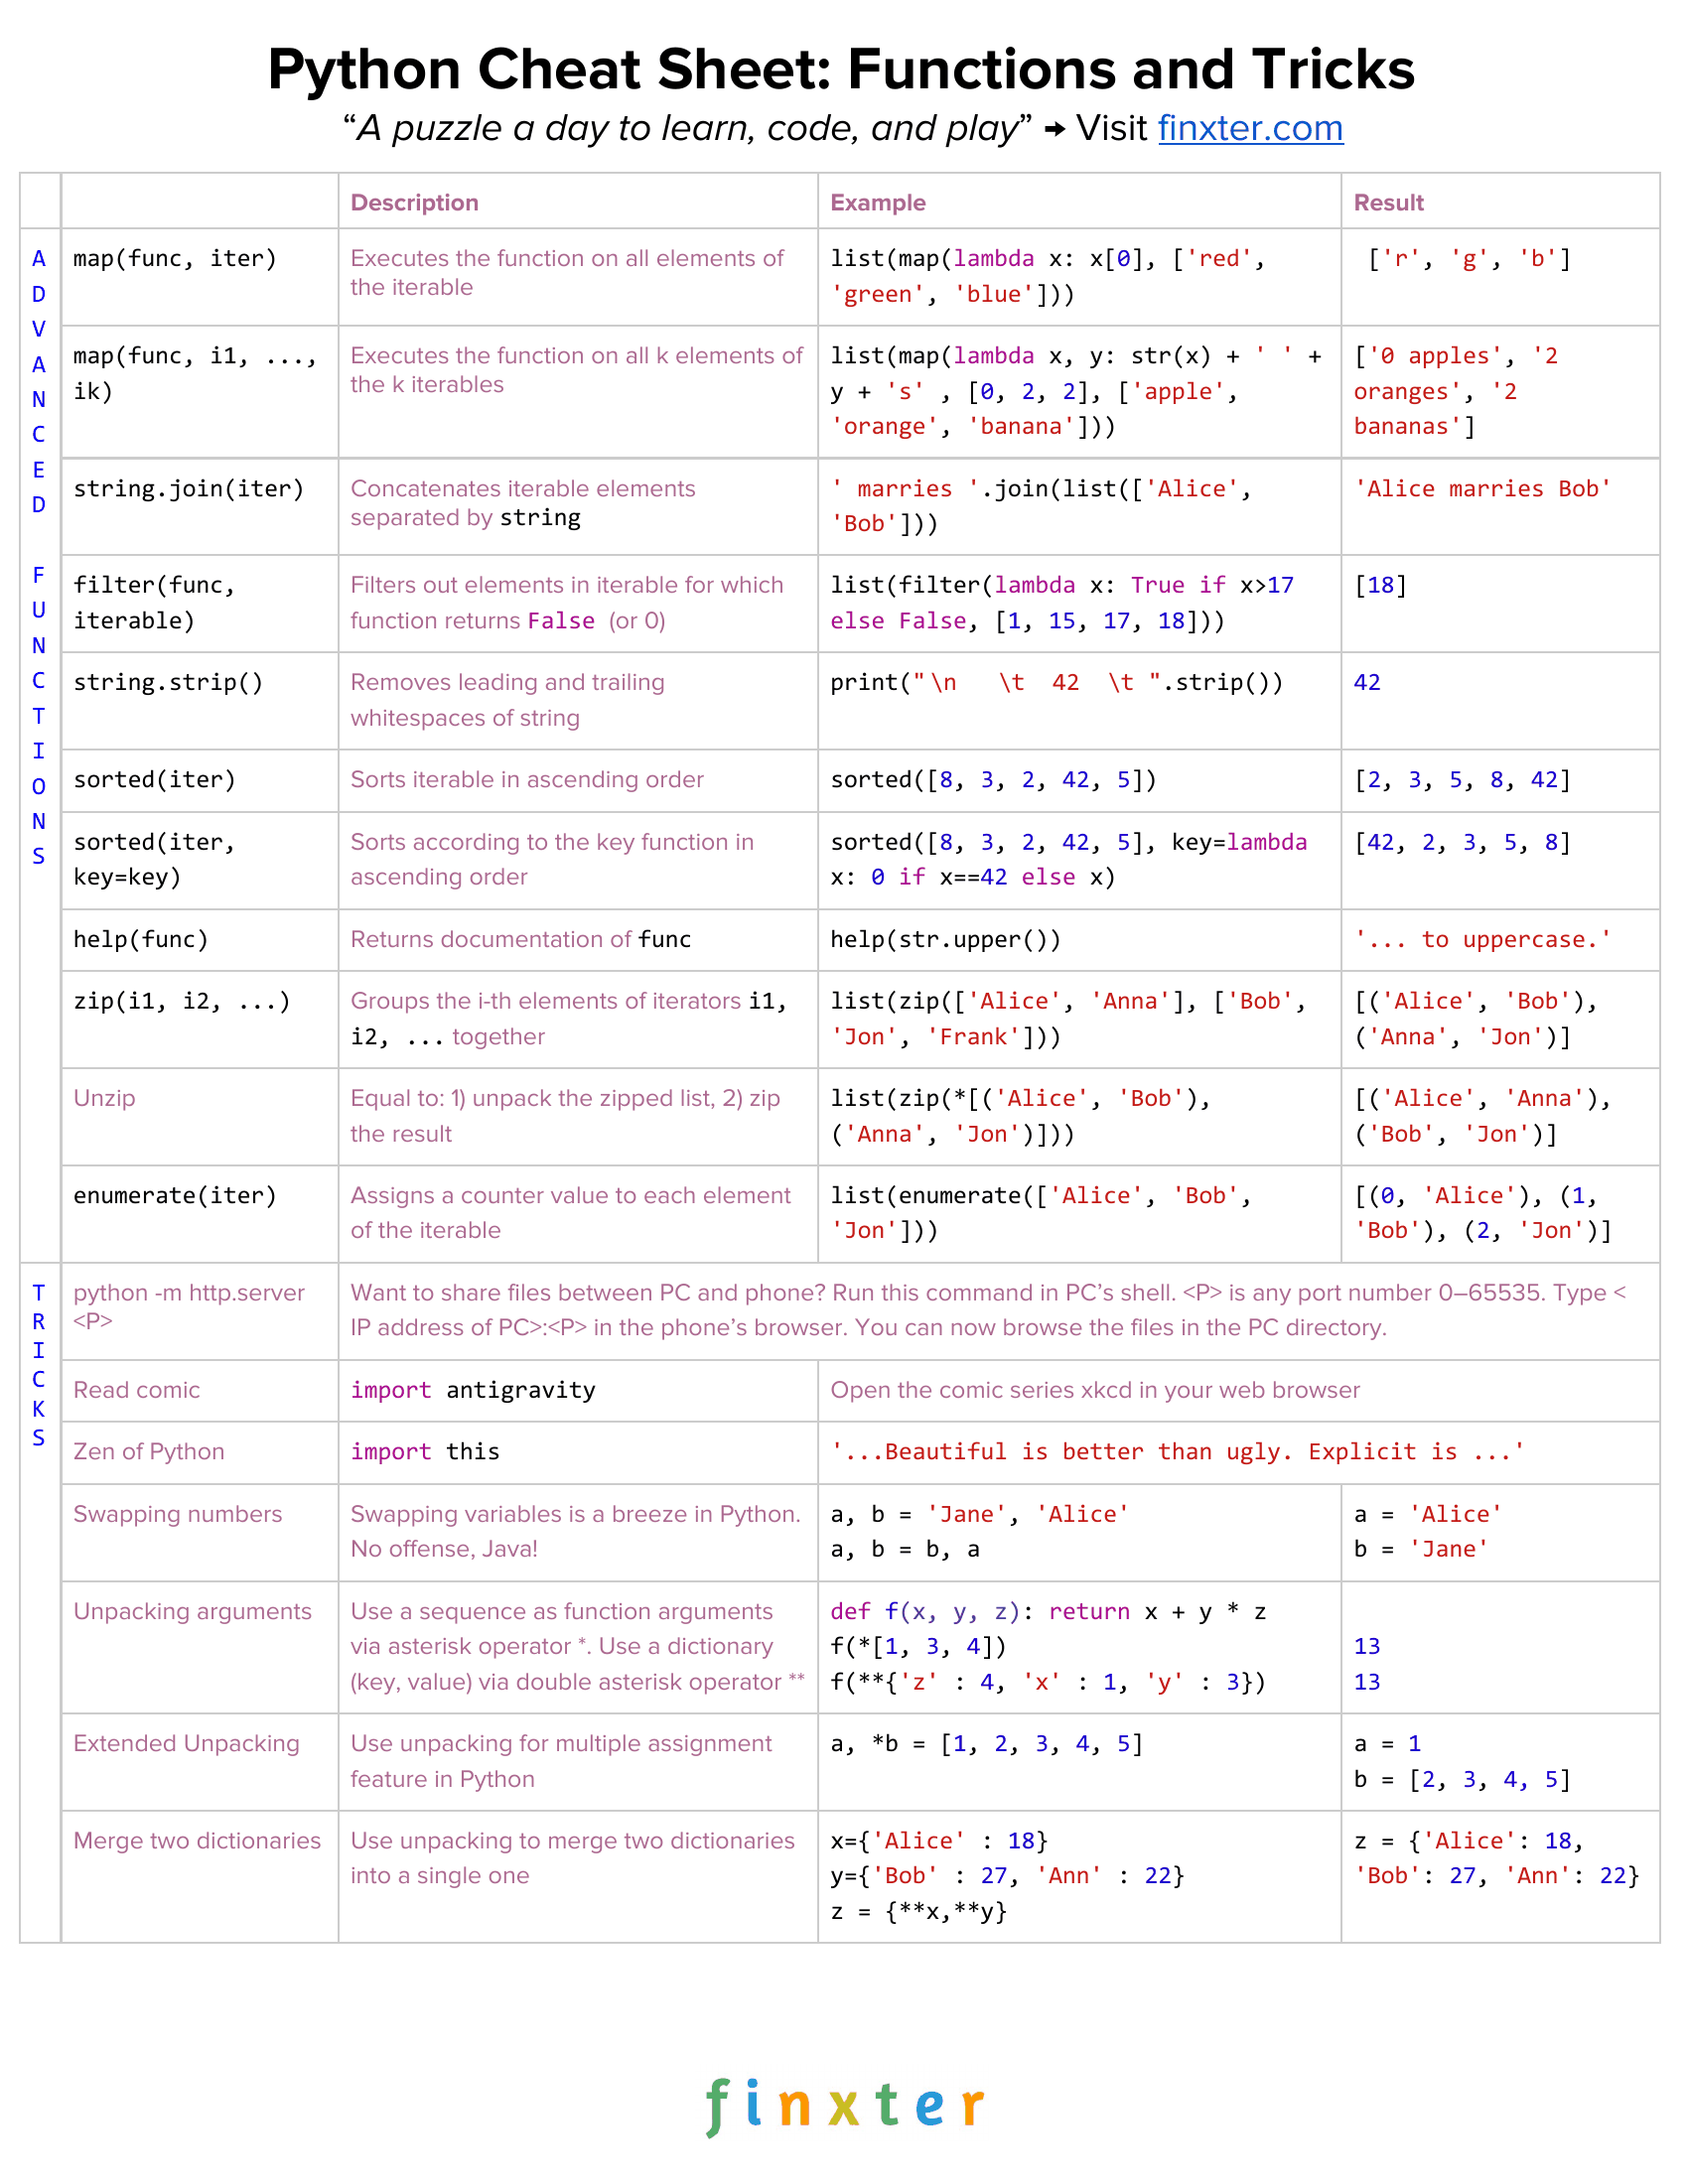 Python Cheat Sheet: Functions and Tricks
“A puzzle a day to learn, code, and play” → Visit finxter.com
Description Example Result
ADVANCED FUNCTIONS
map(func, iter)
Executes the function on all elements of
the iterable
list(map(lambda x: x[0], ['red',
'green', 'blue']))
['r', 'g', 'b']
map(func, i1, ...,
ik)
Executes the function on all k elements of
the k iterables
list(map(lambda x, y: str(x) + ' ' +
y + 's' , [0, 2, 2], ['apple',
'orange', 'banana']))
['0 apples', '2
oranges', '2
bananas']
string.join(iter)
Concatenates iterable elements
separated by string
' marries '.join(list(['Alice',
'Bob']))
'Alice marries Bob'
filter(func,
iterable)
Filters out elements in iterable for which
function returns False (or 0)
list(filter(lambda x: True if x>17
else False, [1, 15, 17, 18]))
[18]
string.strip()
Removes leading and trailing
whitespaces of string
print("\n   \t  42  \t ".strip())
42
sorted(iter)
Sorts iterable in ascending order
sorted([8, 3, 2, 42, 5])
[2, 3, 5, 8, 42]
sorted(iter,
key=key)
Sorts according to the key function in
ascending order
sorted([8, 3, 2, 42, 5], key=lambda
x: 0 if x==42 else x)
[42, 2, 3, 5, 8]
help(func)
Returns documentation of func
help(str.upper())
'... to uppercase.'
zip(i1, i2, ...)
Groups the i-th elements of iterators i1,
i2, ... together
list(zip(['Alice', 'Anna'], ['Bob',
'Jon', 'Frank']))
[('Alice', 'Bob'),
('Anna', 'Jon')]
Unzip
Equal to: 1) unpack the zipped list, 2) zip
the result
list(zip(*[('Alice', 'Bob'),
('Anna', 'Jon')]))
[('Alice', 'Anna'),
('Bob', 'Jon')]
enumerate(iter)
Assigns a counter value to each element
of the iterable
list(enumerate(['Alice', 'Bob',
'Jon']))
[(0, 'Alice'), (1,
'Bob'), (2, 'Jon')]
TRICKS
python -m http.server
<P>
Want to share files between PC and phone? Run this command in PC’s shell. <P> is any port number 0–65535. Type <
IP address of PC>:<P> in the phone’s browser. You can now browse the files in the PC directory.
Read comic
import antigravity
Open the comic series xkcd in your web browser
Zen of Python
import this
'...Beautiful is better than ugly. Explicit is ...'
Swapping numbers
Swapping variables is a breeze in Python.
No offense, Java!
a, b = 'Jane', 'Alice'
a, b = b, a
a = 'Alice'
b = 'Jane'
Unpacking arguments
Use a sequence as function arguments
via asterisk operator *. Use a dictionary
(key, value) via double asterisk operator **
def f(x, y, z): return x + y * z
f(*[1, 3, 4])
f(**{'z' : 4, 'x' : 1, 'y' : 3})
13
13
Extended Unpacking
Use unpacking for multiple assignment
feature in Python
a, *b = [1, 2, 3, 4, 5]
a = 1
b = [2, 3, 4, 5]
Merge two dictionaries
Use unpacking to merge two dictionaries
into a single one
x={'Alice' : 18}
y={'Bob' : 27, 'Ann' : 22}
z = {**x,**y}
z = {'Alice': 18,
'Bob': 27, 'Ann': 22}
finxter